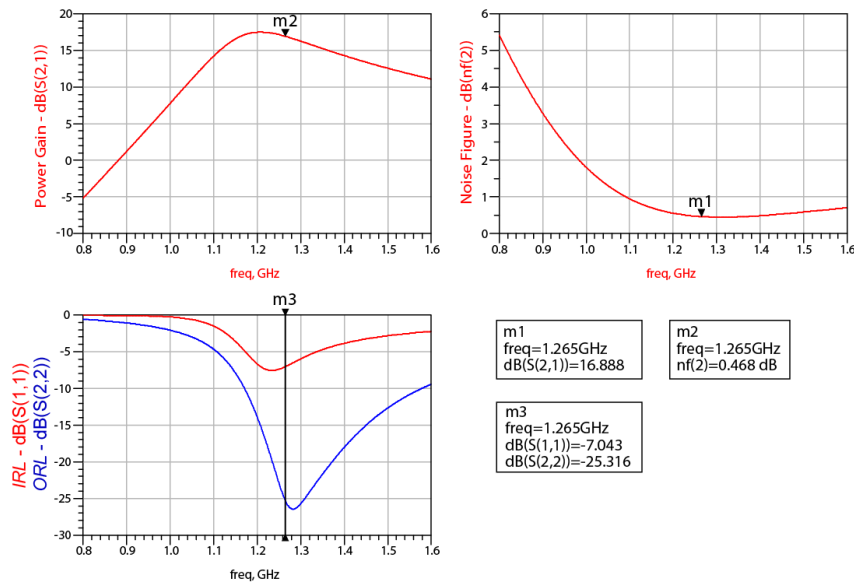 m2
20
15
10
5
0
-5
-10
Power Gain - dB(S(2,1))
0.8 0.9 1.0 1.1 1.2 1.3 1.4 1.5 1.6
freq, GHz
m1
6
5
4
3
2
1
0
Noise Figure - dB(nf(2))
0.8 0.9 1.0 1.1 1.2 1.3 1.4 1.5 1.6
freq, GHz
m3
0
-5
-10
-15
-20
-25
-30
IRL - dB(S(1,1))
ORL - dB(S(2,2))
0.8 0.9 1.0 1.1 1.2 1.3 1.4 1.5 1.6
freq, GHz
m1
freq=1.265GHz
dB(S(2,1))=16.888
m2
freq=1.265GHz
nf(2)=0.468 dB
m3
freq=1.265GHz
dB(S(1,1))=-7.043
dB(S(2,2))=-25.316